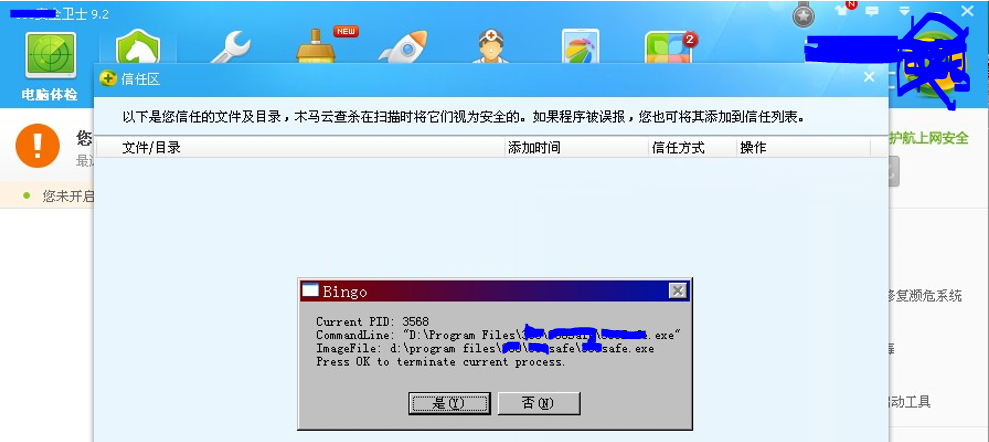 安全卫士 9.2
NEW
2
N
电脑体检
信任区
以下是您信任的文件及目录，木马云查杀在扫描时将它们视为安全的。如果程序被误报，您也可将其添加到信任列表。
文件/目录 添加时间 信任方式 操作
您
护航上网安全
您未开启
修复濒危系统
动工具
Bingo
Current PID: 3568
CommandLine: "D:\Program Files\ .exe"
ImageFile: d:\program files\ safe\ safe.exe
Press OK to terminate current process.
是(Y) 否(N)